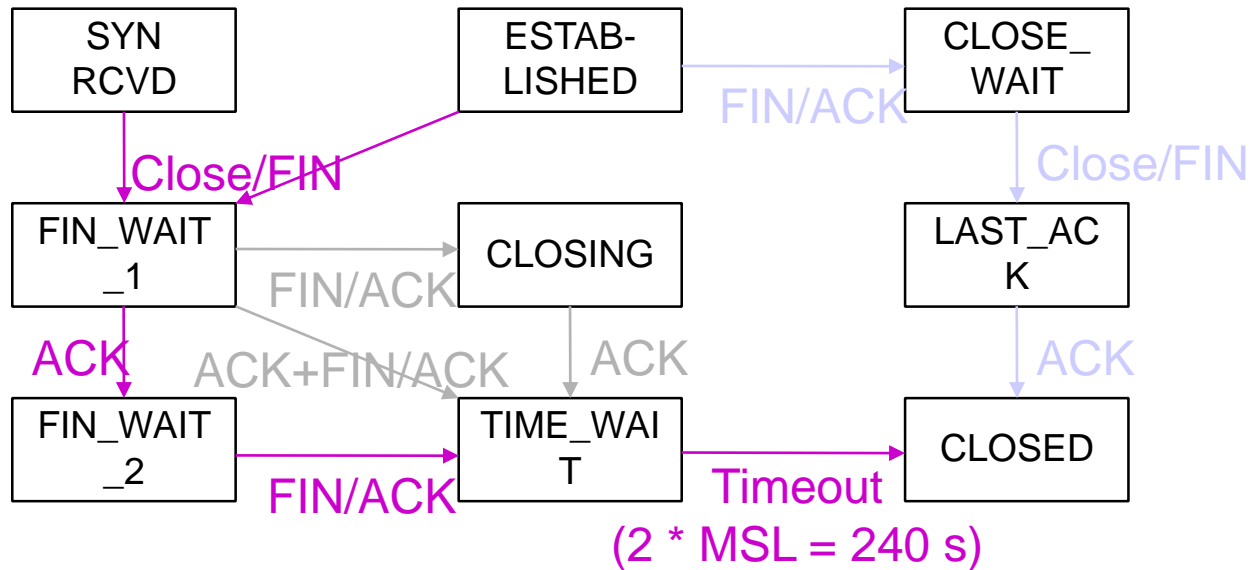 SYN
RCVD
ESTAB-
LISHED
CLOSE_
WAIT
FIN/ACK
Close/FIN
Close/FIN
FIN_WAIT
_1
CLOSING
LAST_AC
K
FIN/ACK
ACK
ACK+FIN/ACK
ACK
ACK
FIN_WAIT
_2
TIME_WAI
T
CLOSED
FIN/ACK
Timeout
(2 * MSL = 240 s)